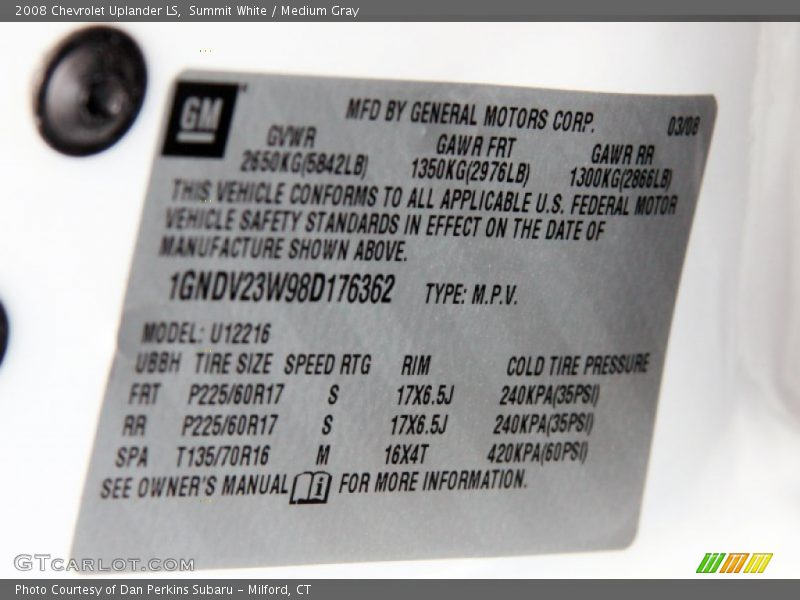 2008 Chevrolet Uplander LS,  Summit White / Medium Gray
GM
MFD BY GENERAL MOTORS CORP.
03/08
GVWR GAWR FRT GAWR RR
2650KG(5842LB) 1350KG(2976LB) 1300KG(2866LB)
THIS VEHICLE CONFORMS TO ALL APPLICABLE U.S. FEDERAL MOTOR
VEHICLE SAFETY STANDARDS IN EFFECT ON THE DATE OF
MANUFACTURE SHOWN ABOVE.
1GNDV23W98D176362 TYPE: M.P.V.
MODEL: U12216
UBBH TIRE SIZE SPEED RTG RIM COLD TIRE PRESSURE
FRT P225/60R17 S 17X6.5J 240KPA(35PSI)
RR P225/60R17 S 17X6.5J 240KPA(35PSI)
SPA T135/70R16 M 16X4T 420KPA(60PSI)
SEE OWNER'S MANUAL i FOR MORE INFORMATION.
GTCARLOT.COM
Photo Courtesy of Dan Perkins Subaru - Milford, CT